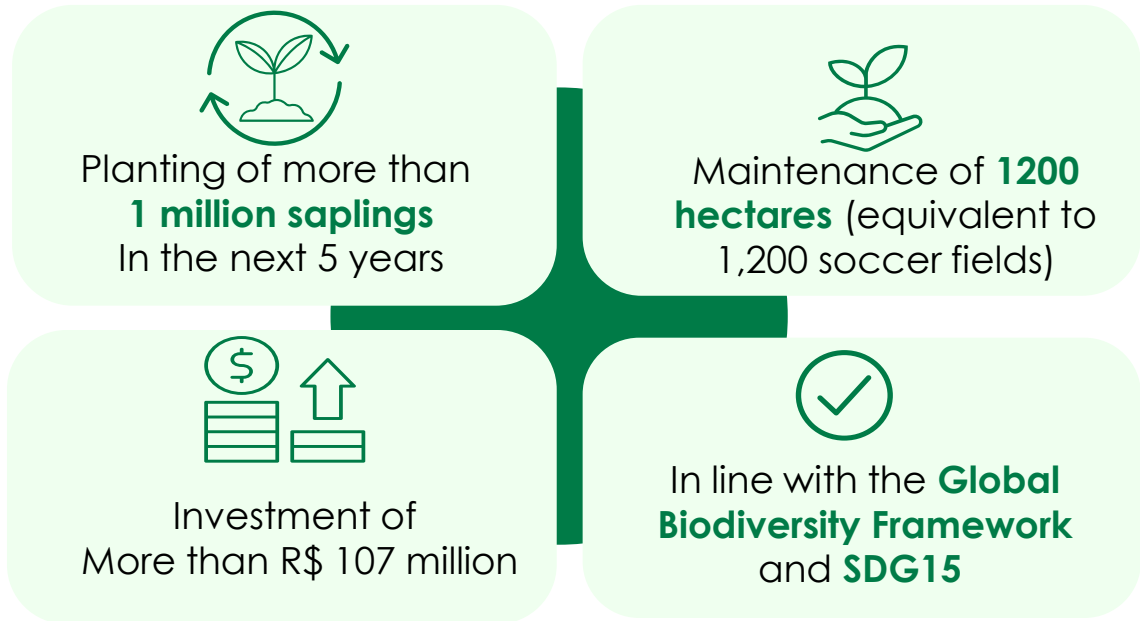 Planting of more than
1 million saplings
In the next 5 years
Maintenance of 1200
hectares (equivalent to
1,200 soccer fields)
$
Investment of
More than R$ 107 million
In line with the Global
Biodiversity Framework
and SDG15